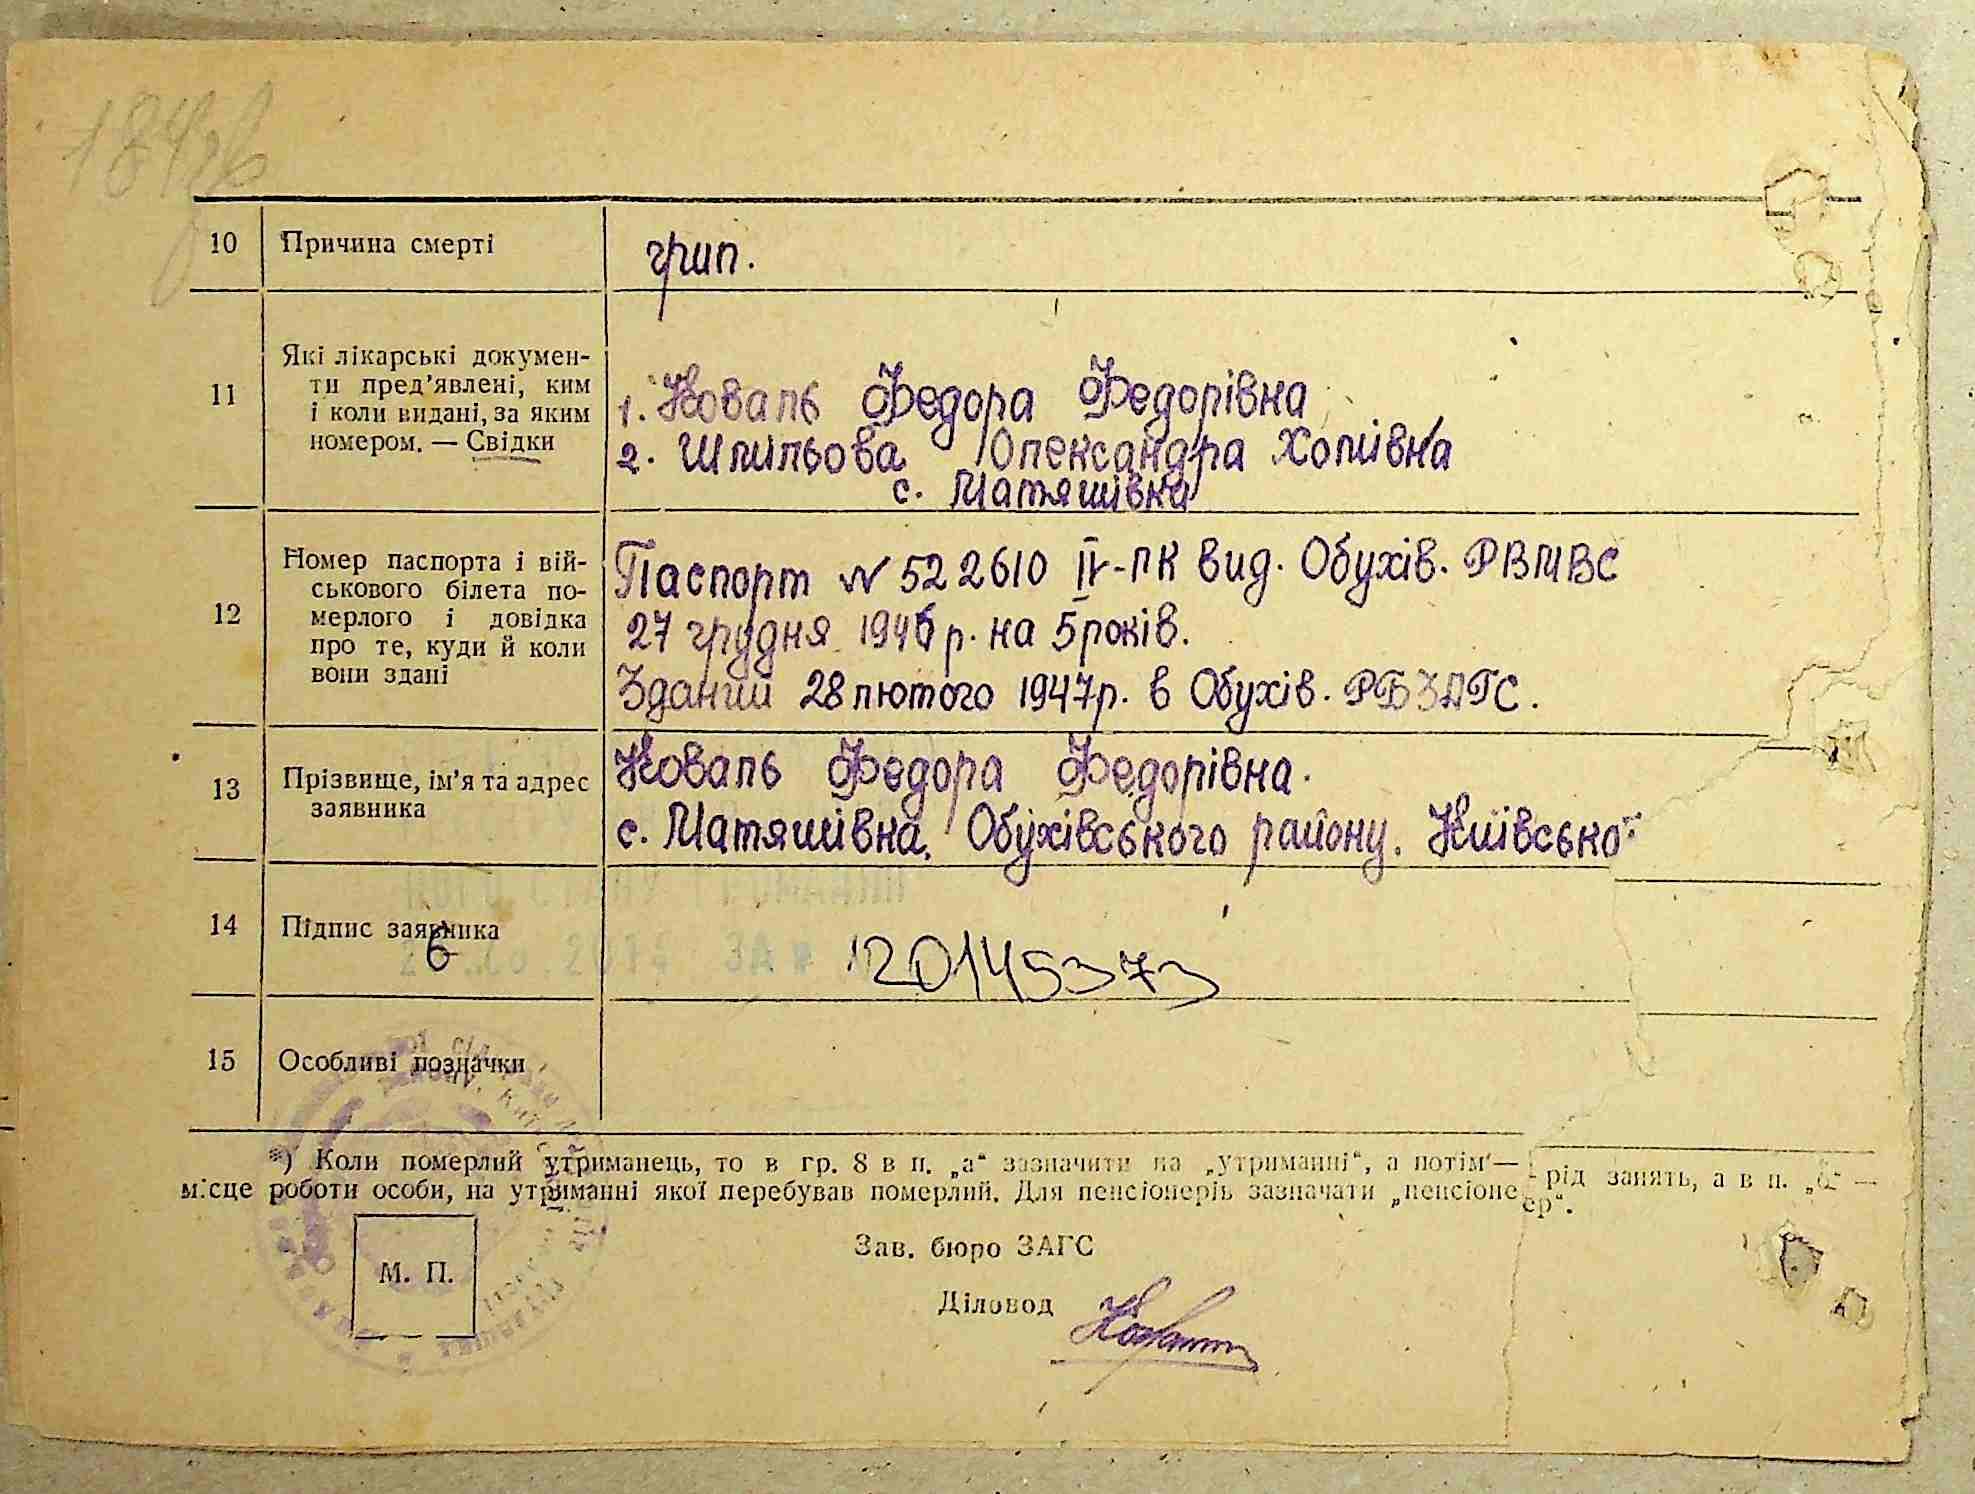 10 Причина смерті грип.
11 Які лікарські докумен-
ти пред'явлені, ким
і коли видані, за яким
номером. — Свідки
1. Коваль Федора Федорівна
2. Шпильова Олександра Хомівна
с. Матяшівка
12 Номер паспорта і вій-
ськового білета по-
мерлого і довідка
про те, куди й коли
вони здані
Паспорт N 522610 IV-ПК вид. Обухів. РВМВС
27 грудня 1946 р. на 5 років.
Зданий 28 лютого 1947р. в Обухів. РБЗАГС.
13 Прізвище, ім'я та адрес
заявника
Коваль Федора Федорівна.
с. Матяшівка. Обухівського району. Київсько
14 Підпис заявника
6
20145373
15 Особливі позначки
*) Коли померлий утриманець, то в гр. 8 в п. „а“ зазначити на „утриманні“, а потім — рід занять, а в п. „б“ —
місце роботи особи, на утриманні якої перебував померлий. Для пенсіонерів зазначати „пенсіонер“.
М. П.
Зав. бюро ЗАГС
Діловод